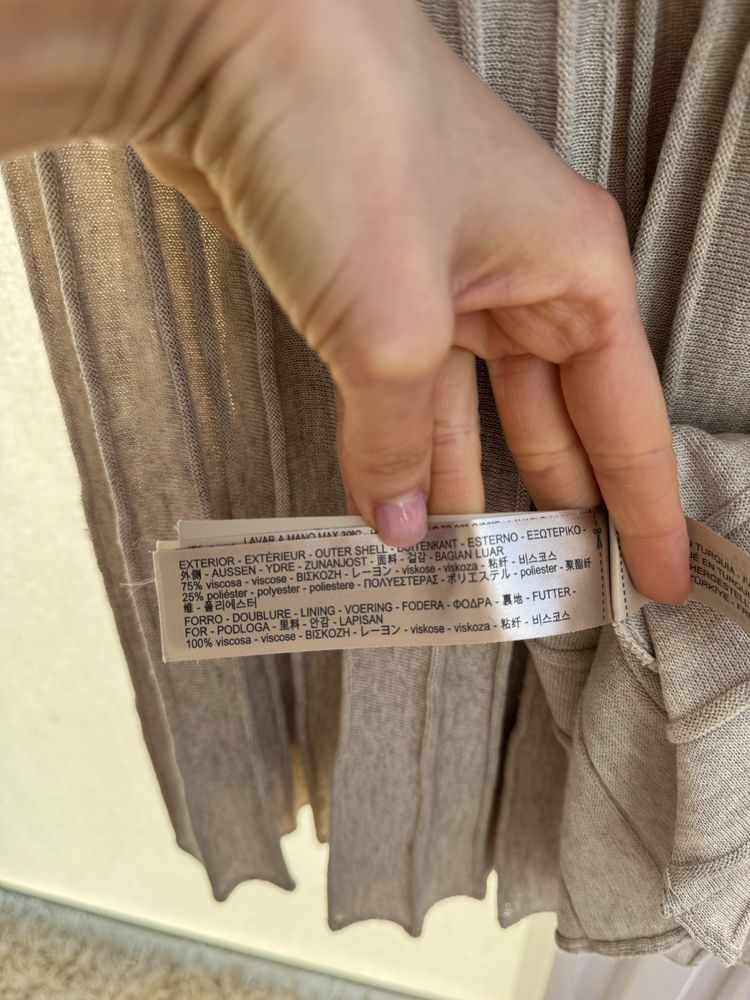 LAVAR A MANO MAX 30ºC
EXTERIOR - EXTÉRIEUR - OUTER SHELL - BUITENKANT - ESTERNO - ΕΞΩΤΕΡΙΚΟ -
外側 - AUSSEN - YDRE - ZUNANJOST - 面料 - 겉감 - BAGIAN LUAR
75% viscosa - viscose - ΒΙΣΚΟΖΗ - レーヨン - viskose - viskoza - 粘纤 - 비스코스
25% poliéster - polyester - poliestere - ΠΟΛΥΕΣΤΕΡΑΣ - ポリエステル - poliester - 聚酯纤
维 - 폴리에스터
FORRO - DOUBLURE - LINING - VOERING - FODERA - ΦΟΔΡΑ - 裏地 - FUTTER -
FOR - PODLOGA - 里料 - 안감 - LAPISAN
100% viscosa - viscose - ΒΙΣΚΟΖΗ - レーヨン - viskose - viskoza - 粘纤 - 비스코스
TURQUIA
EN TURQUIE
HERGESTELLT
TÜRKIYE